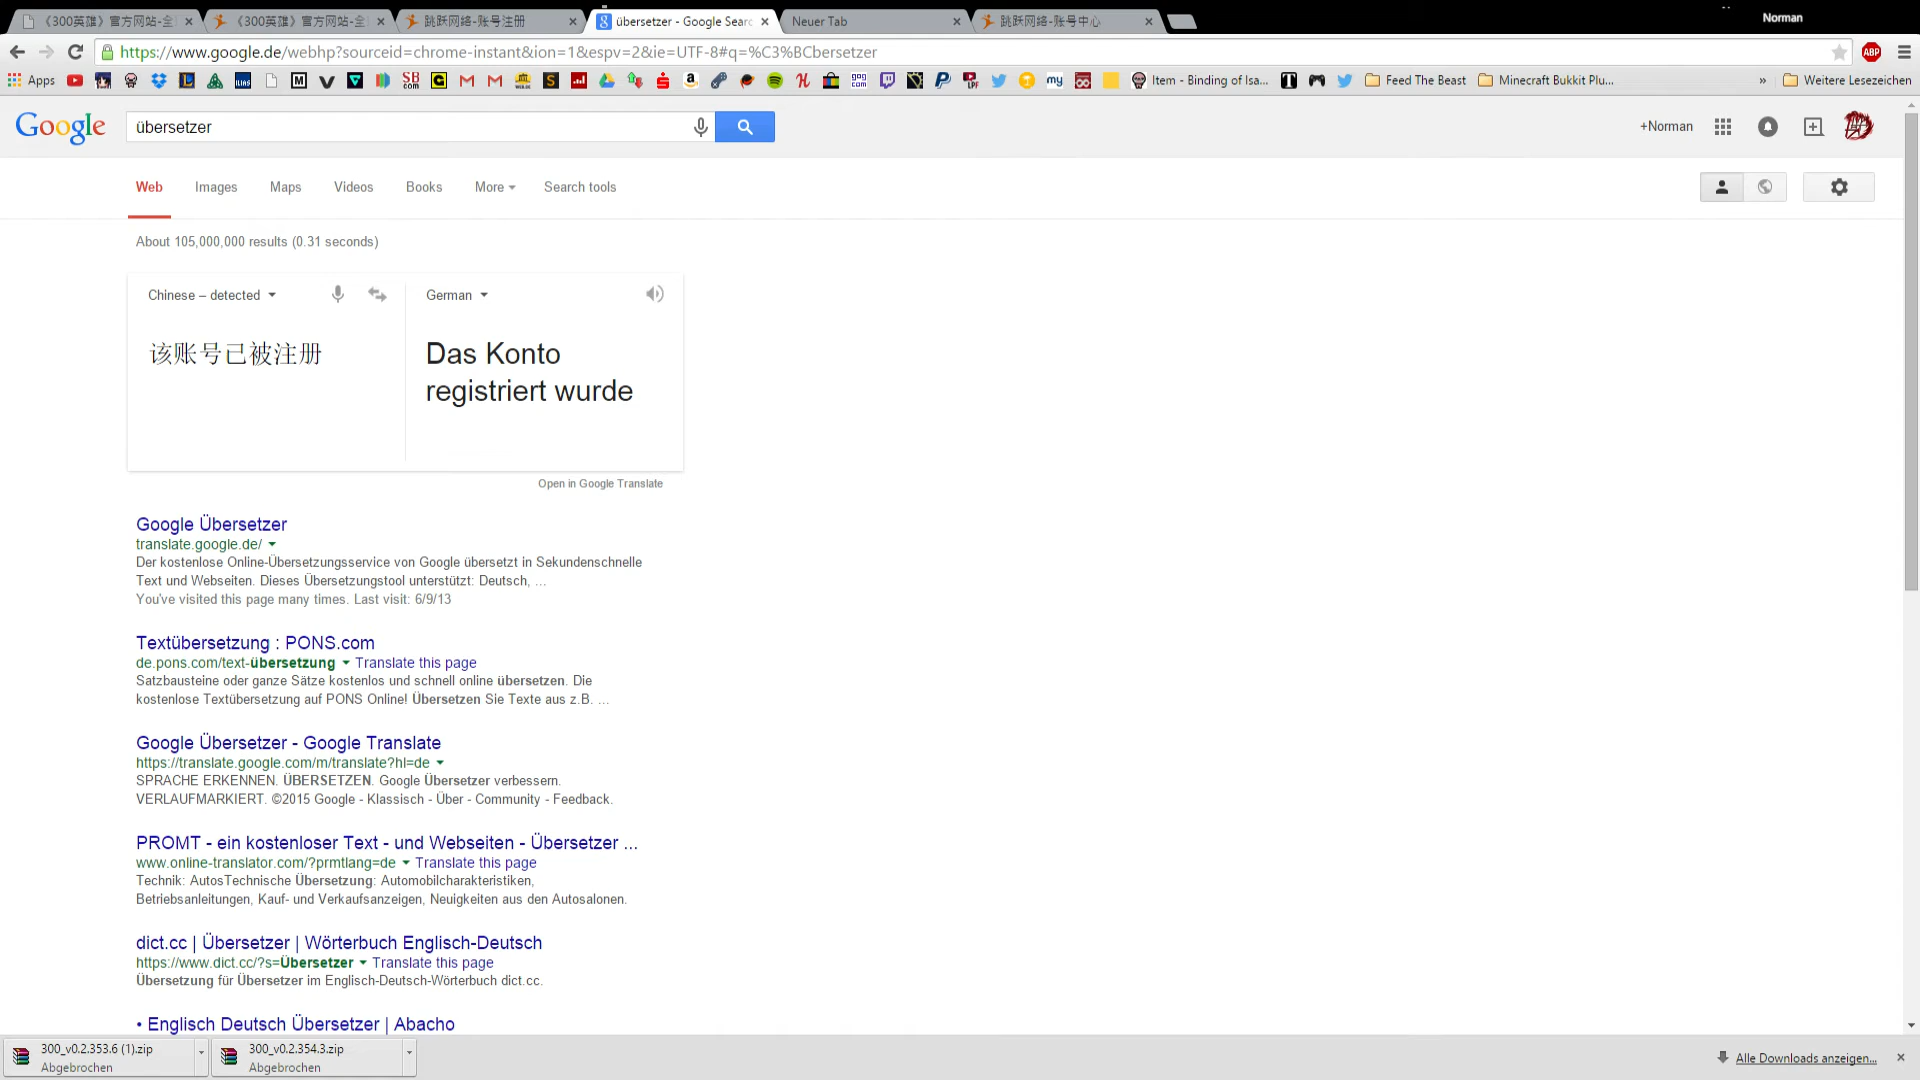 《300英雄》官方网站-全
《300英雄》官方网站-全
跳跃网络-账号注册
übersetzer - Google Searc
Neuer Tab
跳跃网络-账号中心
Norman
https://www.google.de/webhp?sourceid=chrome-instant&ion=1&espv=2&ie=UTF-8#q=%C3%BCbersetzer
ABP
Apps
Item - Binding of Isa...
Feed The Beast
Minecraft Bukkit Plu...
»
Weitere Lesezeichen
Google
übersetzer
+Norman
Web
Images
Maps
Videos
Books
More
Search tools
About 105,000,000 results (0.31 seconds)
Chinese – detected
German
该账号已被注册
Das Konto
registriert wurde
Open in Google Translate
Google Übersetzer
translate.google.de/
Der kostenlose Online-Übersetzungsservice von Google übersetzt in Sekundenschnelle
Text und Webseiten. Dieses Übersetzungstool unterstützt: Deutsch, ...
You've visited this page many times. Last visit: 6/9/13
Textübersetzung : PONS.com
de.pons.com/text-übersetzung Translate this page
Satzbausteine oder ganze Sätze kostenlos und schnell online übersetzen. Die
kostenlose Textübersetzung auf PONS Online! Übersetzen Sie Texte aus z.B. ...
Google Übersetzer - Google Translate
https://translate.google.com/m/translate?hl=de
SPRACHE ERKENNEN. ÜBERSETZEN. Google Übersetzer verbessern.
VERLAUFMARKIERT. ©2015 Google - Klassisch - Über - Community - Feedback.
PROMT - ein kostenloser Text - und Webseiten - Übersetzer ...
www.online-translator.com/?prmtlang=de Translate this page
Technik: AutosTechnische Übersetzung: Automobilcharakteristiken,
Betriebsanleitungen, Kauf- und Verkaufsanzeigen, Neuigkeiten aus den Autosalonen.
dict.cc | Übersetzer | Wörterbuch Englisch-Deutsch
https://www.dict.cc/?s=Übersetzer Translate this page
Übersetzung für Übersetzer im Englisch-Deutsch-Wörterbuch dict.cc.
• Englisch Deutsch Übersetzer | Abacho
300_v0.2.353.6 (1).zip
Abgebrochen
300_v0.2.354.3.zip
Abgebrochen
Alle Downloads anzeigen...